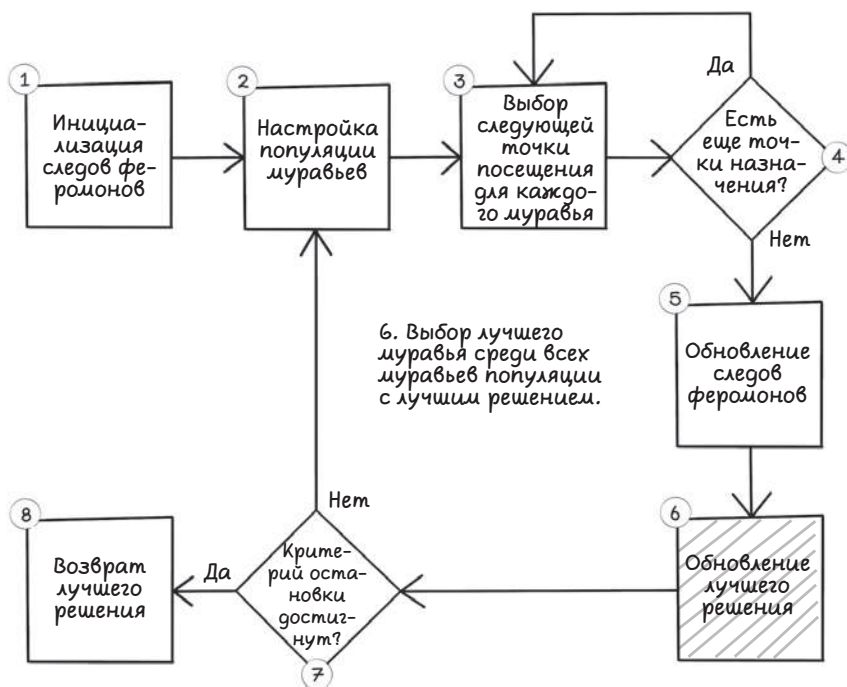 1
Инициа-
лизация
следов фе-
ромонов
2
Настройка
популяции
муравьев
3
Выбор
следующей
точки
посещения
для каждо-
го муравья
Да
Есть
еще точ-
ки назна-
чения?
4
Нет
5
Обновление
следов
феромонов
6. Выбор лучшего
муравья среди всех
муравьев популяции
с лучшим решением.
6
Обновление
лучшего
решения
Нет
Крите-
рий оста-
новки
достиг-
нут?
7
Да
8
Возврат
лучшего
решения